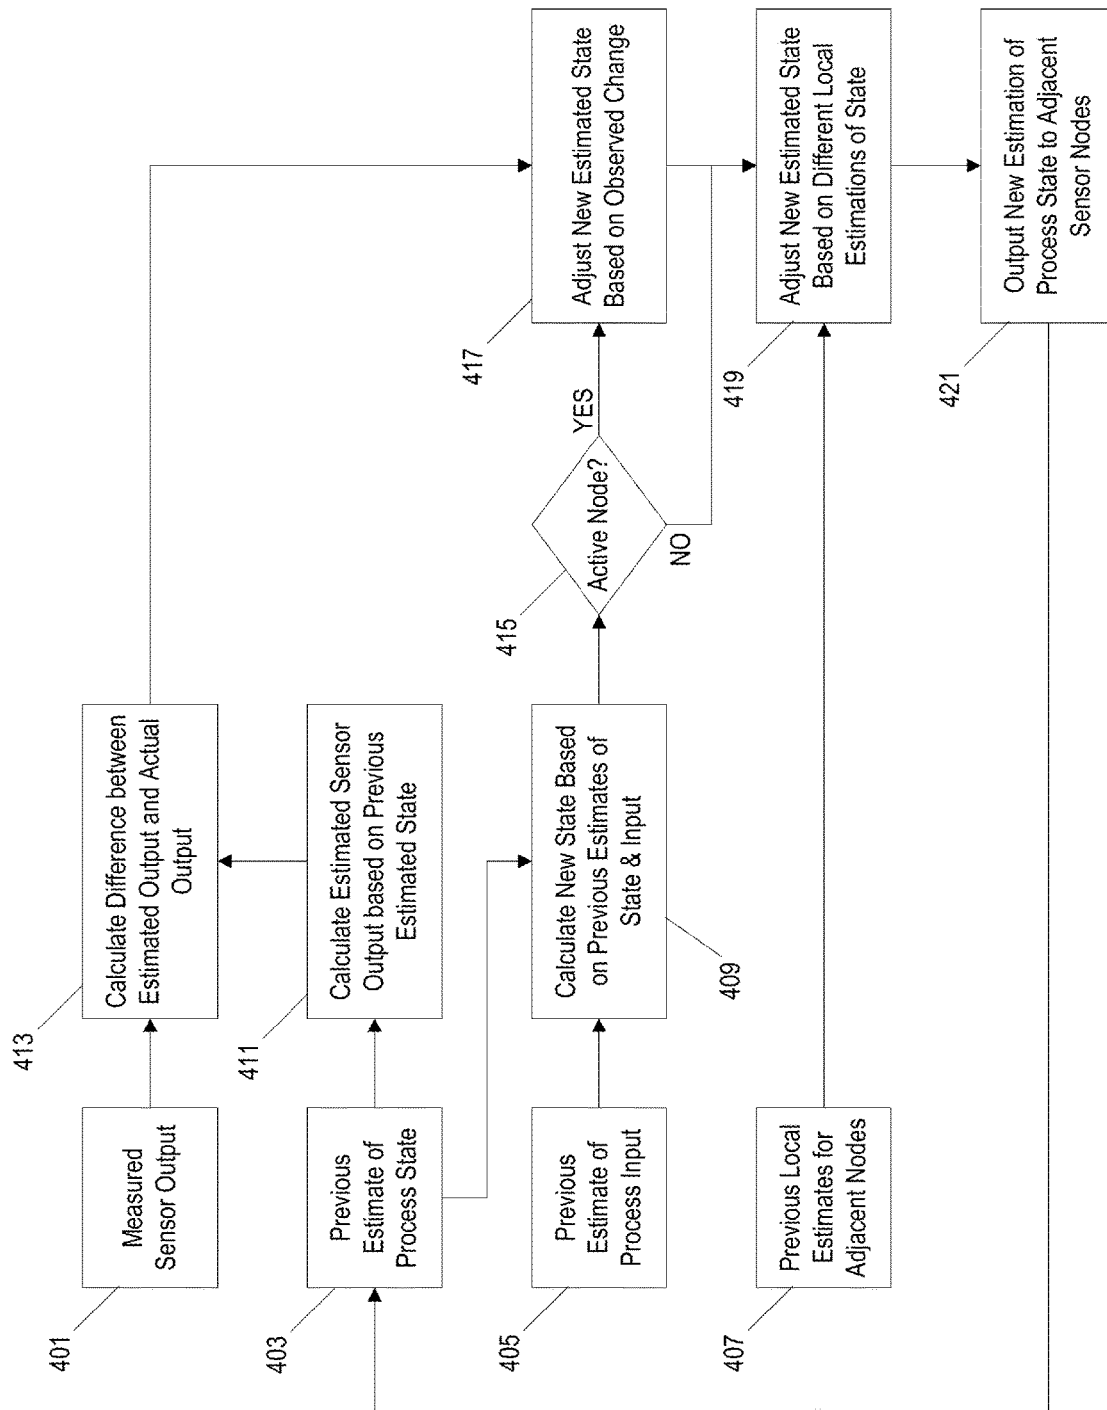 401
Measured
Sensor Output
403
Previous
Estimate of
Process State
405
Previous
Estimate of
Process Input
407
Previous Local
Estimates for
Adjacent Nodes
413
Calculate Difference between
Estimated Output and Actual
Output
411
Calculate Estimated Sensor
Output based on Previous
Estimated State
Calculate New State Based
on Previous Estimates of
State & Input
409
415
Active Node?
YES
NO
417
Adjust New Estimated State
Based on Observed Change
419
Adjust New Estimated State
Based on Different Local
Estimations of State
421
Output New Estimation of
Process State to Adjacent
Sensor Nodes